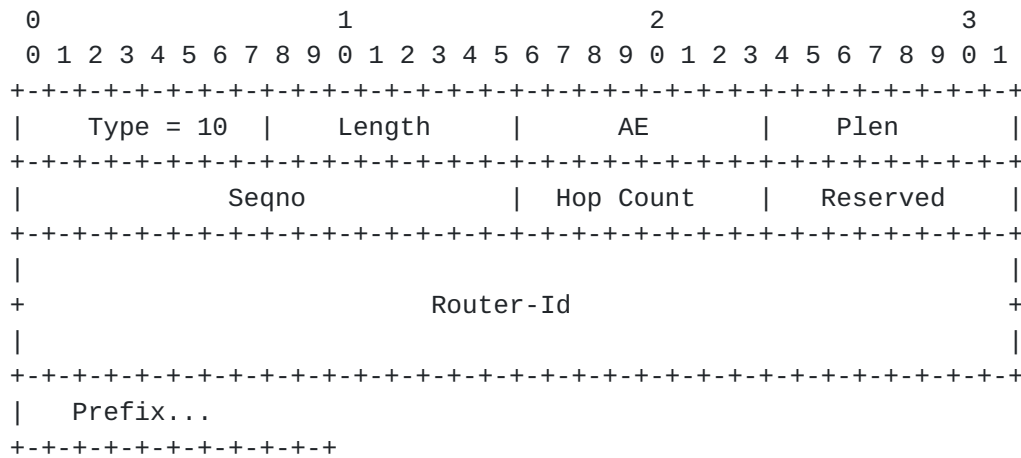 0                   1                   2                   3
 0 1 2 3 4 5 6 7 8 9 0 1 2 3 4 5 6 7 8 9 0 1 2 3 4 5 6 7 8 9 0 1
+-+-+-+-+-+-+-+-+-+-+-+-+-+-+-+-+-+-+-+-+-+-+-+-+-+-+-+-+-+-+-+-+
|    Type = 10  |    Length     |      AE       |    Plen       |
+-+-+-+-+-+-+-+-+-+-+-+-+-+-+-+-+-+-+-+-+-+-+-+-+-+-+-+-+-+-+-+-+
|             Seqno             |  Hop Count    |   Reserved    |
+-+-+-+-+-+-+-+-+-+-+-+-+-+-+-+-+-+-+-+-+-+-+-+-+-+-+-+-+-+-+-+-+
|                                                               |
+                          Router-Id                            +
|                                                               |
+-+-+-+-+-+-+-+-+-+-+-+-+-+-+-+-+-+-+-+-+-+-+-+-+-+-+-+-+-+-+-+-+
|   Prefix...
+-+-+-+-+-+-+-+-+-+-+